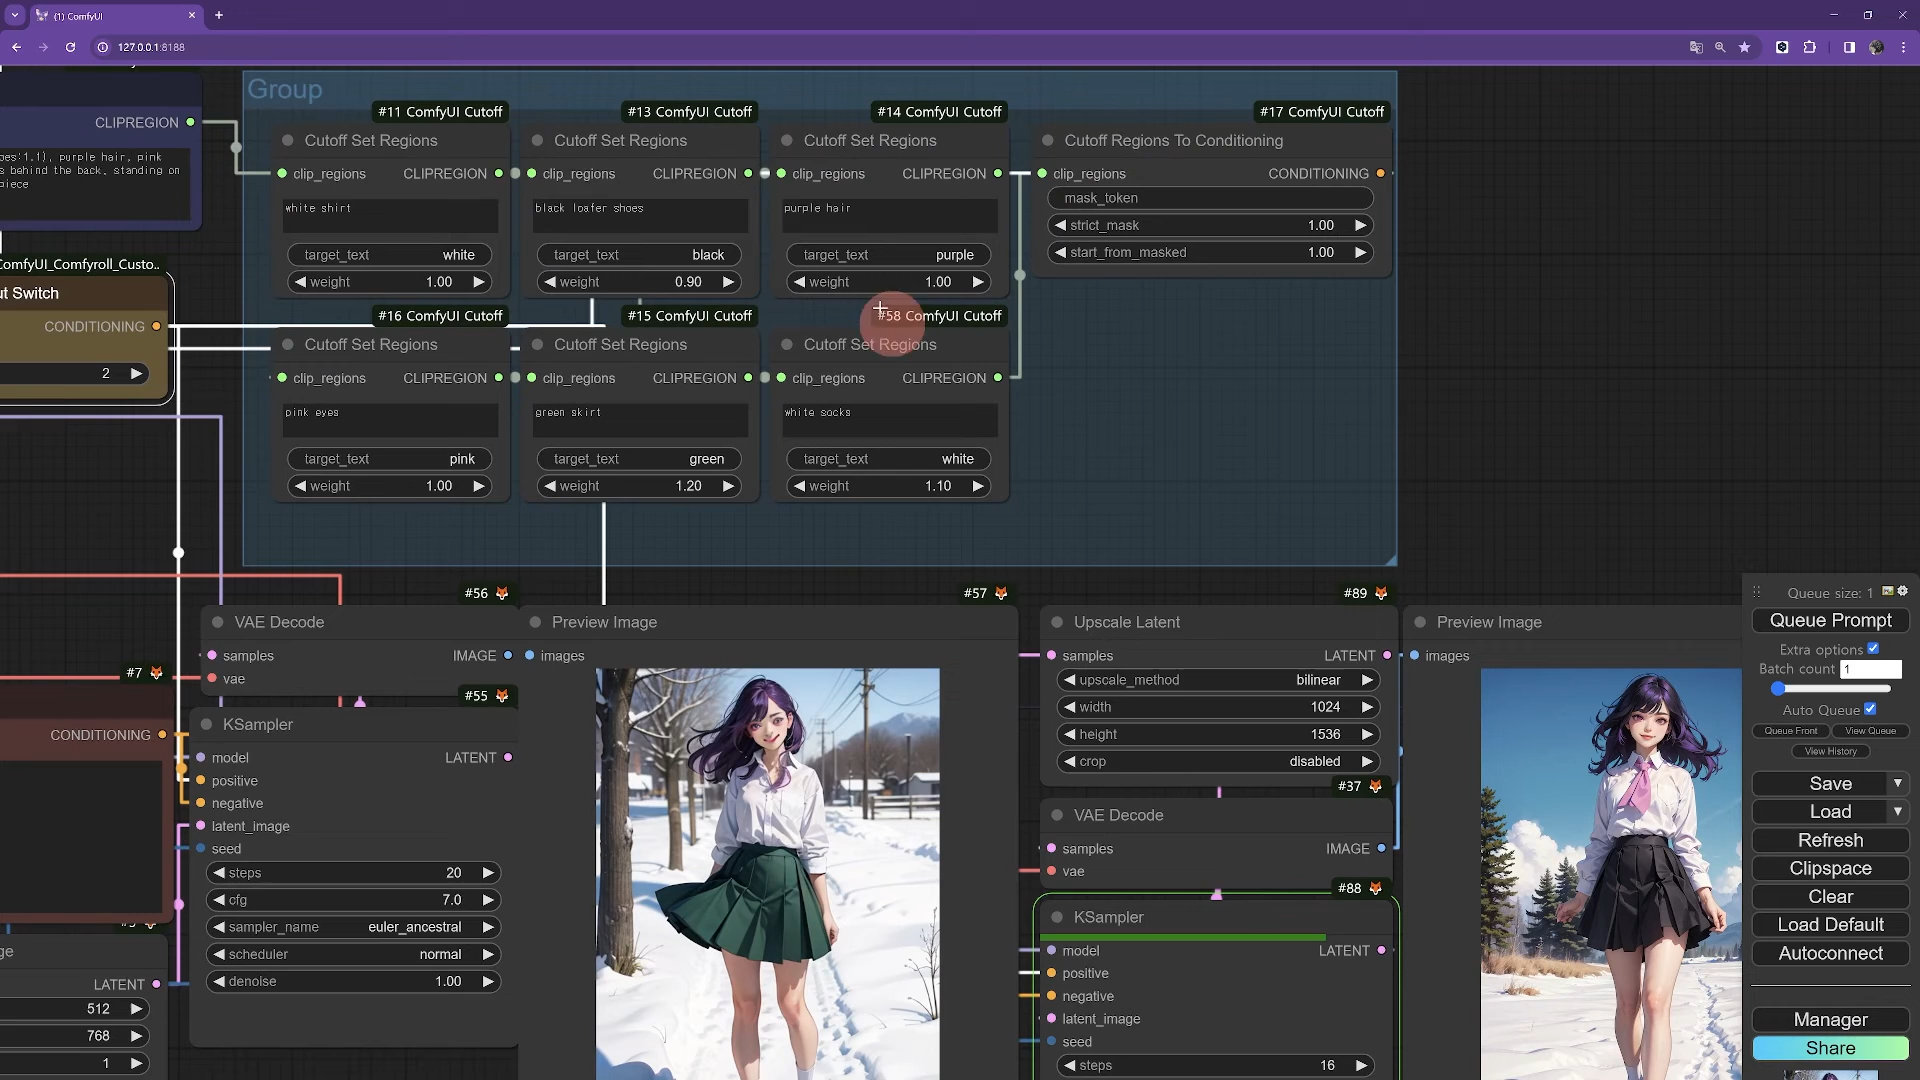 (1) ComfyUI
127.0.0.1:8188
Group
CLIPREGION
oes:1.1), purple hair, pink
s behind the back, standing on
piece
#11 ComfyUI Cutoff
Cutoff Set Regions
clip_regions CLIPREGION
white shirt
target_text white
weight 1.00
#13 ComfyUI Cutoff
Cutoff Set Regions
clip_regions CLIPREGION
black loafer shoes
target_text black
weight 0.90
#14 ComfyUI Cutoff
Cutoff Set Regions
clip_regions CLIPREGION
purple hair
target_text purple
weight 1.00
#17 ComfyUI Cutoff
Cutoff Regions To Conditioning
clip_regions CONDITIONING
mask_token
strict_mask 1.00
start_from_masked 1.00
ComfyUI_Comfyroll_Custo..
ut Switch
CONDITIONING
2
#16 ComfyUI Cutoff
Cutoff Set Regions
clip_regions CLIPREGION
pink eyes
target_text pink
weight 1.00
#15 ComfyUI Cutoff
Cutoff Set Regions
clip_regions CLIPREGION
green skirt
target_text green
weight 1.20
#58 ComfyUI Cutoff
Cutoff Set Regions
clip_regions CLIPREGION
white socks
target_text white
weight 1.10
#7
CONDITIONING
ge
LATENT
512
768
1
#56
VAE Decode
samples IMAGE
vae
#55
KSampler
model LATENT
positive
negative
latent_image
seed
steps 20
cfg 7.0
sampler_name euler_ancestral
scheduler normal
denoise 1.00
#57
Preview Image
images
#89
Upscale Latent
samples LATENT
upscale_method bilinear
width 1024
height 1536
crop disabled
#37
VAE Decode
samples IMAGE
vae
#88
KSampler
model LATENT
positive
negative
latent_image
seed
steps 16
Preview Image
images
Queue size: 1
Queue Prompt
Extra options
Batch count 1
Auto Queue
Queue Front View Queue
View History
Save
Load
Refresh
Clipspace
Clear
Load Default
Autoconnect
Manager
Share